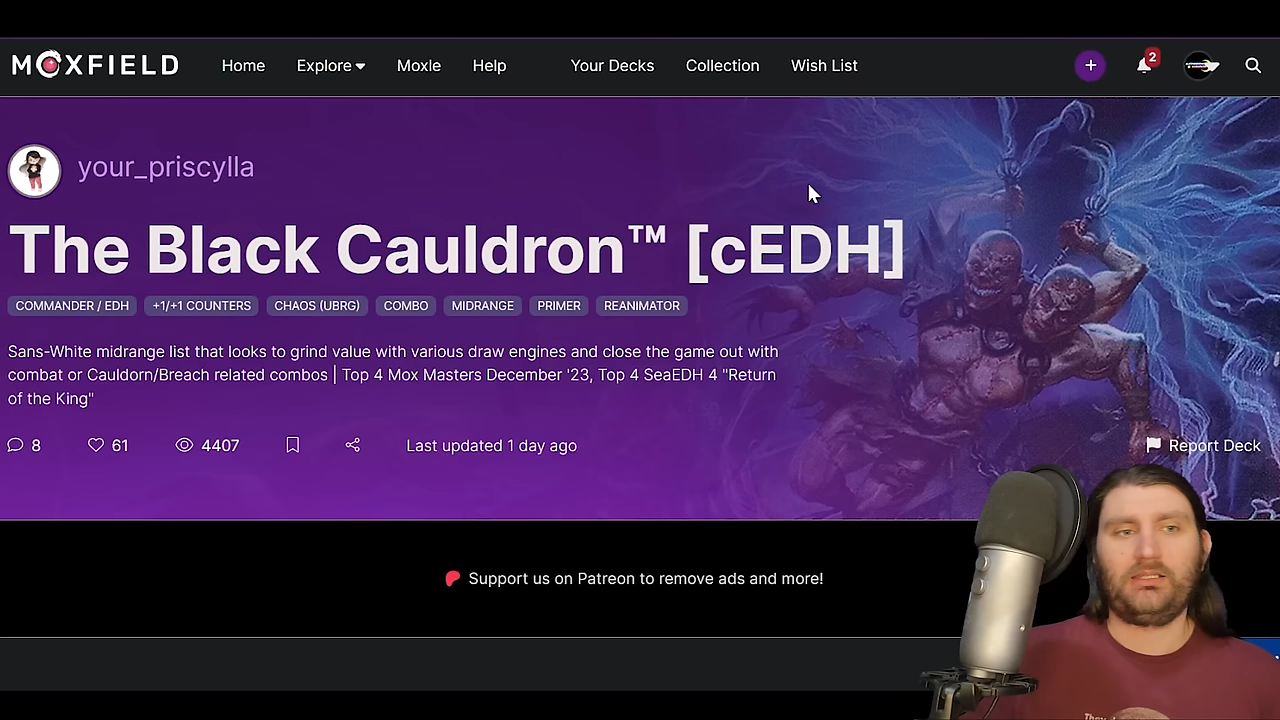 MOXFIELD Home Explore Moxle Help Your Decks Collection Wish List + 2
your_priscylla
The Black Cauldron™ [cEDH]
COMMANDER / EDH +1/+1 COUNTERS CHAOS (UBRG) COMBO MIDRANGE PRIMER REANIMATOR
Sans-White midrange list that looks to grind value with various draw engines and close the game out with
combat or Cauldorn/Breach related combos | Top 4 Mox Masters December '23, Top 4 SeaEDH 4 "Return
of the King"
8 61 4407 Last updated 1 day ago Report Deck
Support us on Patreon to remove ads and more!